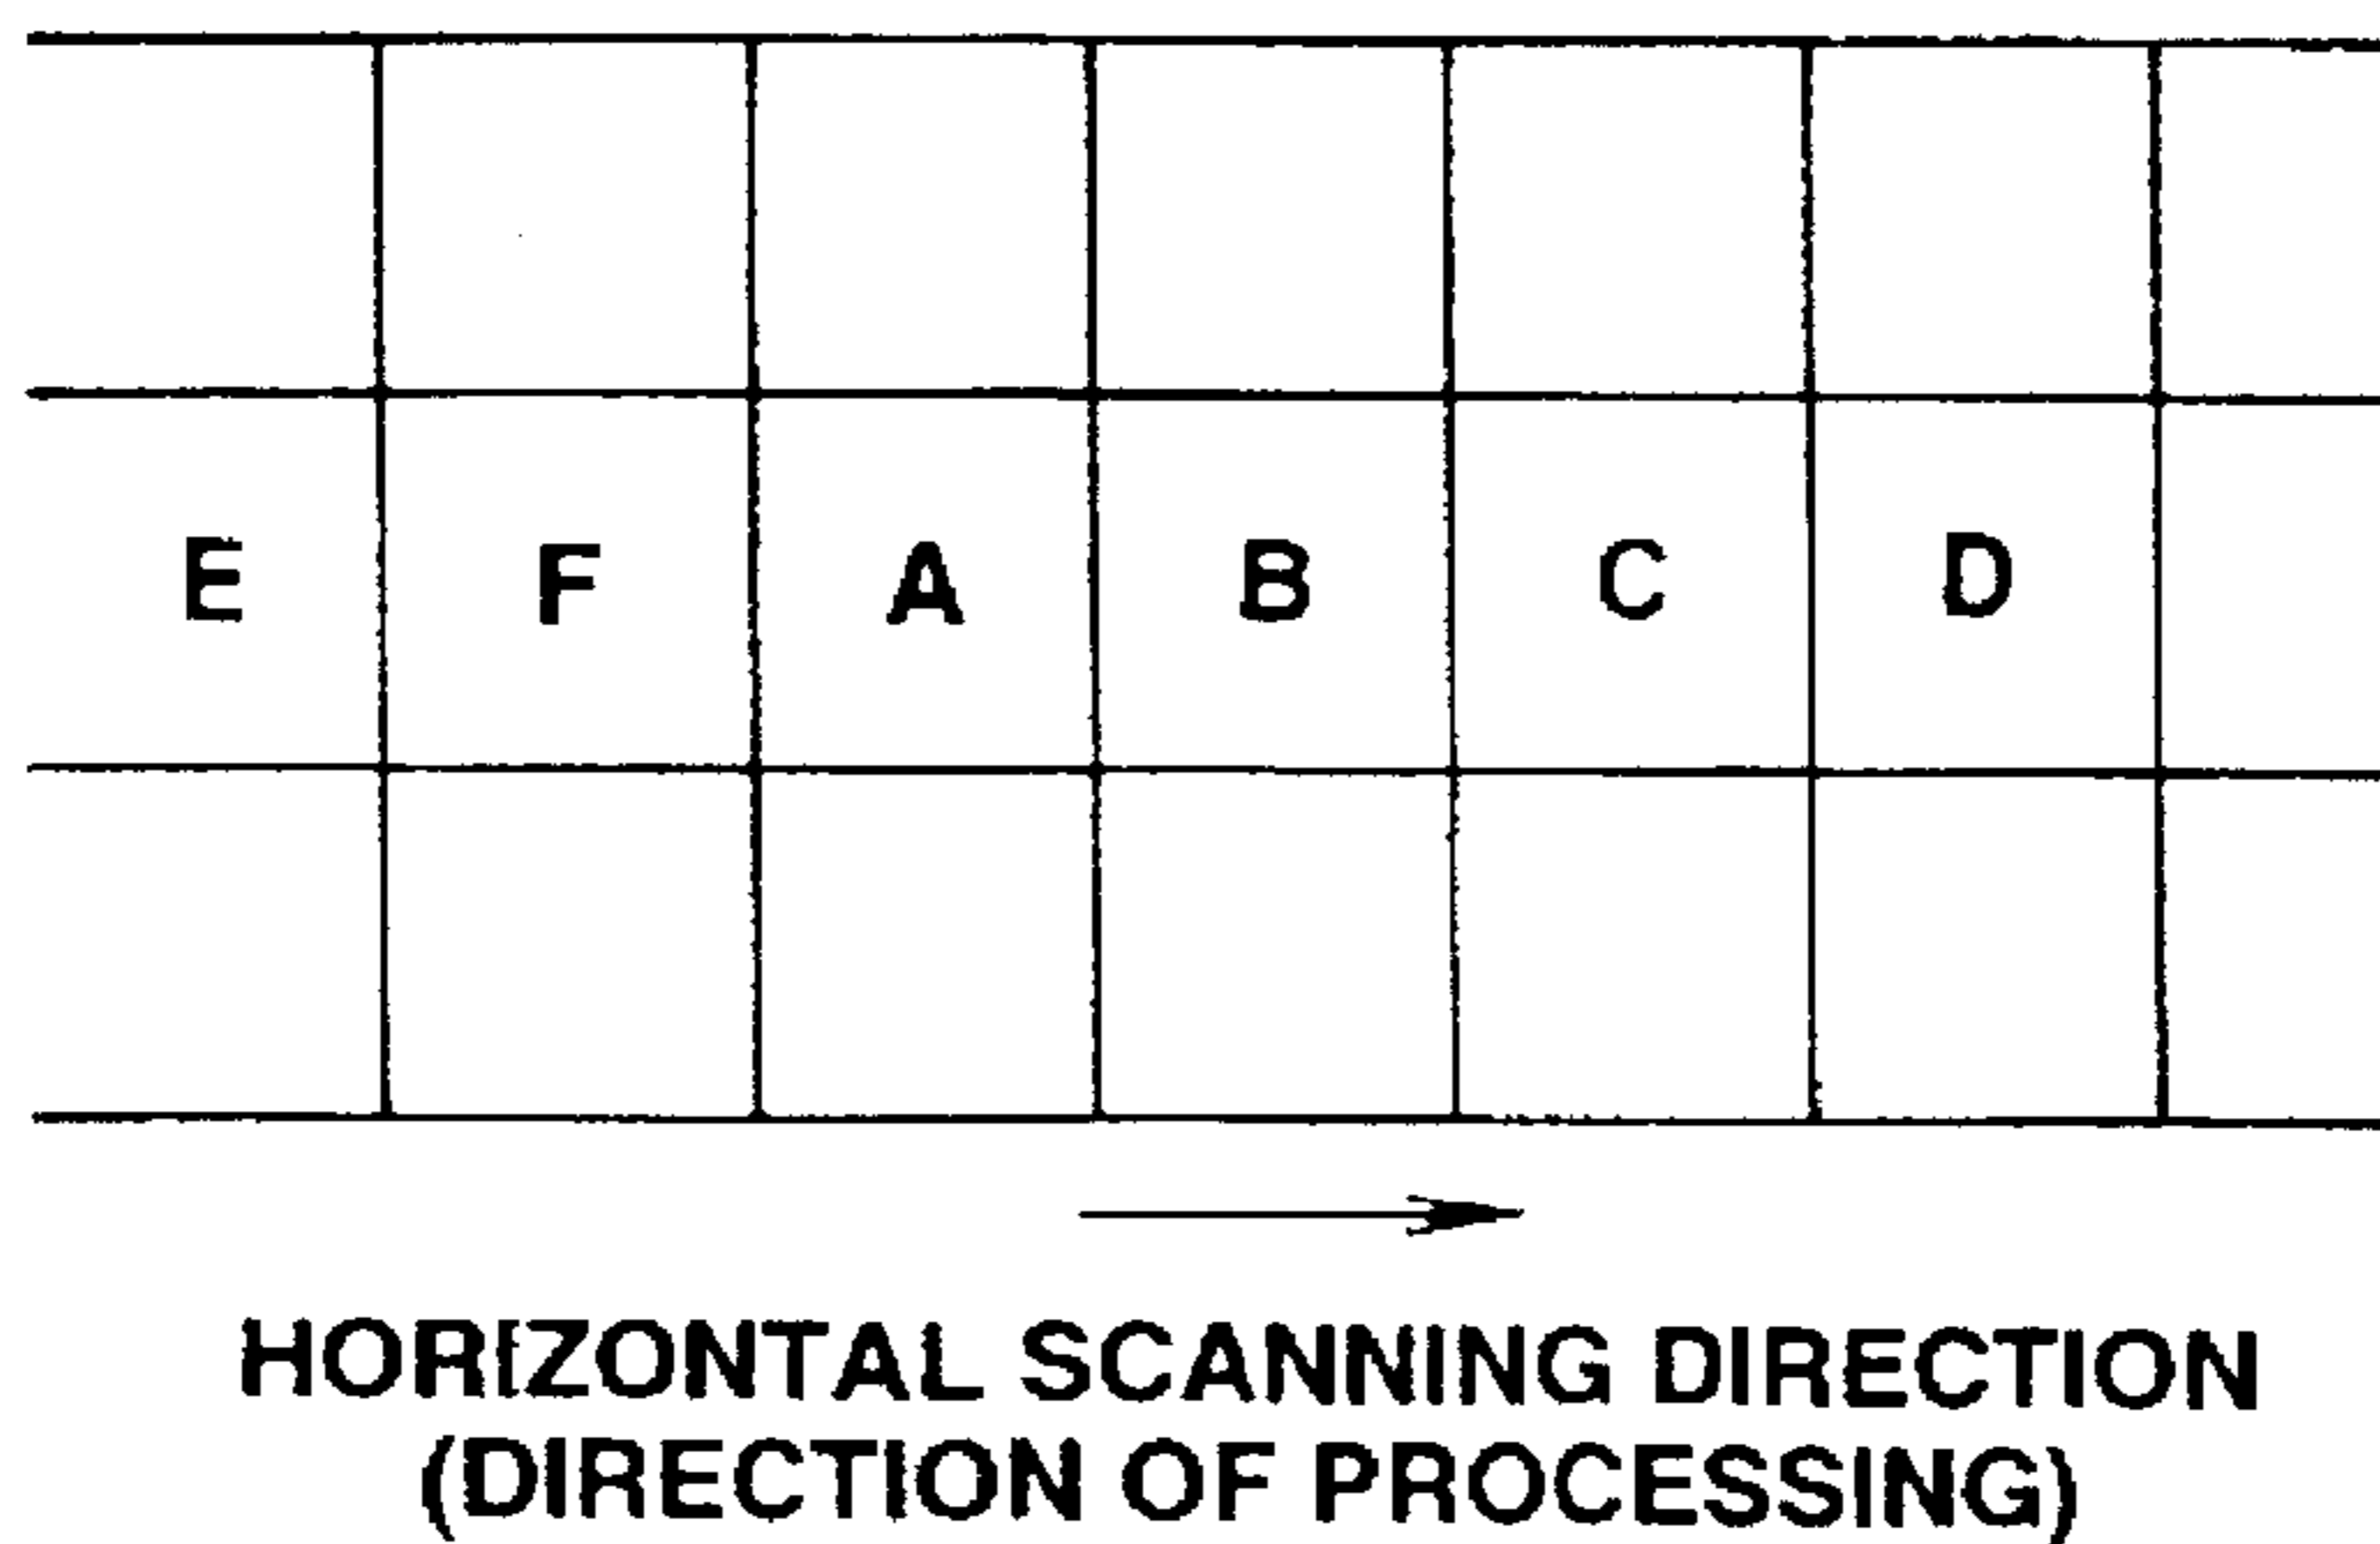 E F A B C D
HORIZONTAL SCANNING DIRECTION
(DIRECTION OF PROCESSING)